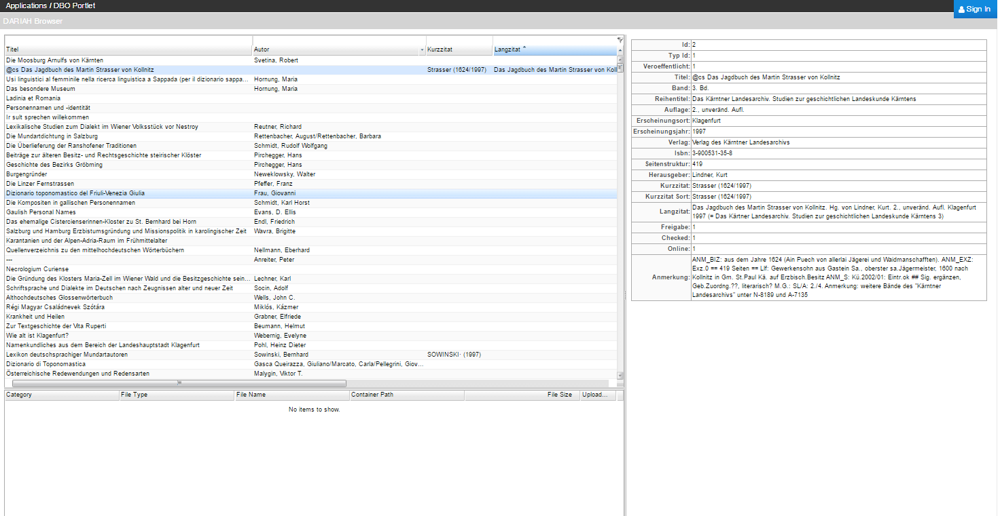 Applications / DBO Portlet
Sign In
DARIAH Browser
Titel Autor Kurzzitat Langzitat
Die Moosburg Arnulfs von Kärnten Svetina, Robert
@cs Das Jagdbuch des Martin Strasser von Kollnitz Strasser (1624/1997) Das Jagdbuch des Martin Strasser von Koll
Usi linguistici al femminile nella ricerca linguistica a Sappada (per il dizionario sappa... Hornung, Maria
Das besondere Museum Hornung, Maria
Ladinia et Romania
Personennamen und -identität
Ir sult sprechen willekommen
Lexikalische Studien zum Dialekt im Wiener Volksstück vor Nestroy Reutner, Richard
Die Mundartdichtung in Salzburg Rettenbacher, August/Rettenbacher, Barbara
Die Überlieferung der Ranshofener Traditionen Schmidt, Rudolf Wolfgang
Beiträge zur älteren Besitz- und Rechtsgeschichte steirischer Klöster Pirchegger, Hans
Geschichte des Bezirks Gröbming Pirchegger, Hans
Burgengründer Neweklowsky, Walter
Die Linzer Fernstrassen Pfeffer, Franz
Dizionario toponomastico del Friuli-Venezia Giulia Frau, Giovanni
Die Kompositen in gallischen Personennamen Schmidt, Karl Horst
Gaulish Personal Names Evans, D. Ellis
Das ehemalige Cistercienserinnen-Kloster zu St. Bernhard bei Horn Endl, Friedrich
Salzburg und Hamburg Erzbistumsgründung und Missionspolitik in karolingischer Zeit Wavra, Brigitte
Karantanien und der Alpen-Adria-Raum im Frühmittelalter
Quellenverzeichnis zu den mittelhochdeutschen Wörterbüchern Nellmann, Eberhard
--- Anreiter, Peter
Necrologium Curiense
Die Gründung des Klosters Maria-Zell im Wiener Wald und die Besitzgeschichte sein... Lechner, Karl
Schriftsprache und Dialekte im Deutschen nach Zeugnissen alter und neuer Zeit Socin, Adolf
Althochdeutsches Glossenwörterbuch Wells, John C.
Régi Magyar Családnevek Szótára Miklós, Kázmer
Krankheit und Heilen Grabner, Elfriede
Zur Textgeschichte der Vita Ruperti Beumann, Helmut
Wie alt ist Klagenfurt? Webernig, Evelyne
Namenkundliches aus dem Bereich der Landeshauptstadt Klagenfurt Pohl, Heinz Dieter
Lexikon deutschsprachiger Mundartautoren Sowinski, Bernhard SOWINSKI· (1997)
Dizionario di Toponomastica Gasca Queirazza, Giuliano/Marcato, Carla/Pellegrini, Giov...
Österreichische Redewendungen und Redensarten Malygin, Viktor T.
Category File Type File Name Container Path File Size Upload...
No items to show.
Id: 2
Typ Id: 1
Veroeffentlicht: 1
Titel: @cs Das Jagdbuch des Martin Strasser von Kollnitz
Band: 3. Bd.
Reihentitel: Das Kärntner Landesarchiv. Studien zur geschichtlichen Landeskunde Kärntens
Auflage: 2., unveränd. Aufl.
Erscheinungsort: Klagenfurt
Erscheinungsjahr: 1997
Verlag: Verlag des Kärntner Landesarchivs
Isbn: 3-900531-35-8
Seitenstruktur: 419
Herausgeber: Lindner, Kurt
Kurzzitat: Strasser (1624/1997)
Kurzzitat Sort: Strasser (1624/1997)
Langzitat: Das Jagdbuch des Martin Strasser von Kollnitz. Hg. von Lindner, Kurt. 2., unveränd. Aufl. Klagenfurt
1997 (= Das Kärtner Landesarchiv. Studien zur geschichtlichen Landeskunde Kärntens 3)
Freigabe: 1
Checked: 1
Online: 1
Anmerkung: ANM_BIZ: aus dem Jahre 1624 (Ain Puech von allerlai Jägerei und Waidmanschafften). ANM_EXZ:
Exz.0 == 419 Seiten == Llf: Gewerkensohn aus Gastein Sa., oberster sa.Jägermeister, 1600 nach
Kollnitz in Gm. St.Paul Kä. auf Erzbisch.Besitz ANM_S: Kü.2002/01: Eintr.ok ## Sig. ergänzen,
Geb.Zuordng.??, literarisch? M.G.: SL/A: 2./4. Anmerkung: weitere Bände des "Kärntner
Landesarchivs" unter N-8189 und A-7135